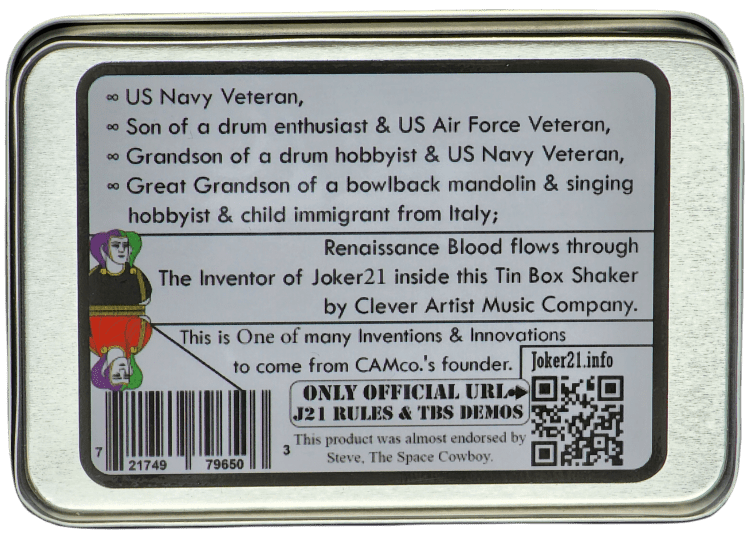 ∞ US Navy Veteran,
∞ Son of a drum enthusiast & US Air Force Veteran,
∞ Grandson of a drum hobbyist & US Navy Veteran,
∞ Great Grandson of a bowlback mandolin & singing
hobbyist & child immigrant from Italy;
Renaissance Blood flows through
The Inventor of Joker21 inside this Tin Box Shaker
by Clever Artist Music Company.
This is One of many Inventions & Innovations
to come from CAMco.'s founder.
Joker21.info
ONLY OFFICIAL URL
J21 RULES & TBS DEMOS
This product was almost endorsed by
Steve, The Space Cowboy.
7 21749 79650 3